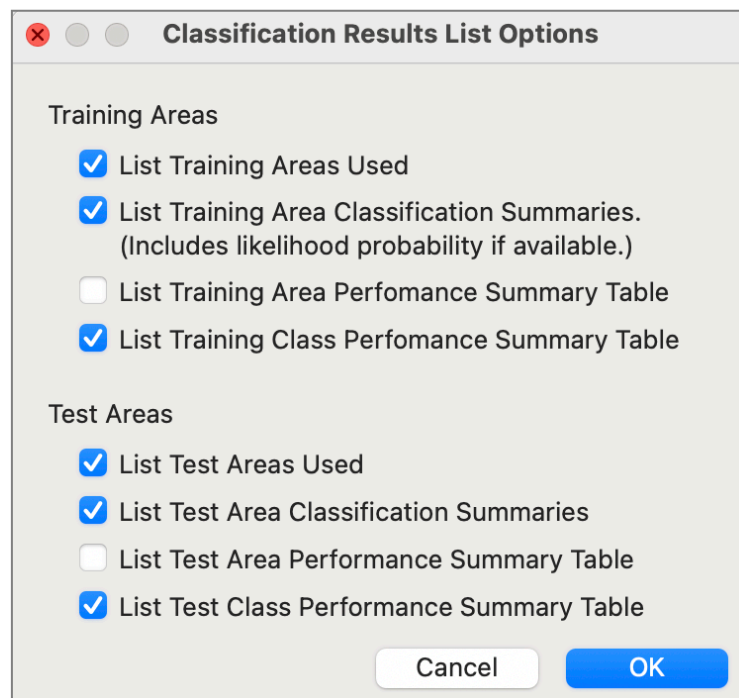 Classification Results List Options
Training Areas
List Training Areas Used
List Training Area Classification Summaries.
(Includes likelihood probability if available.)
List Training Area Perfomance Summary Table
List Training Class Perfomance Summary Table
Test Areas
List Test Areas Used
List Test Area Classification Summaries
List Test Area Performance Summary Table
List Test Class Performance Summary Table
Cancel OK